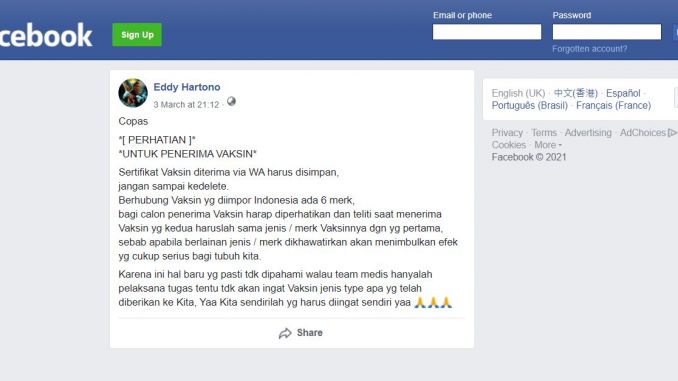 cebook
Sign Up
Email or phone
Password
Forgotten account?
Eddy Hartono
3 March at 21:12 ·
Copas
*[ PERHATIAN ]*
*UNTUK PENERIMA VAKSIN*
Sertifikat Vaksin diterima via WA harus disimpan,
jangan sampai kedelete.
Berhubung Vaksin yg diimpor Indonesia ada 6 merk,
bagi calon penerima Vaksin harap diperhatikan dan teliti saat menerima
Vaksin yg kedua haruslah sama jenis / merk Vaksinnya dgn yg pertama,
sebab apabila berlainan jenis / merk dikhawatirkan akan menimbulkan efek
yg cukup serius bagi tubuh kita.
Karena ini hal baru yg pasti tdk dipahami walau team medis hanyalah
pelaksana tugas tentu tdk akan ingat Vaksin jenis type apa yg telah
diberikan ke Kita, Yaa Kita sendirilah yg harus diingat sendiri yaa 🙏🙏🙏
Share
English (UK) · 中文(香港) · Español ·
Português (Brasil) · Français (France)
Privacy · Terms · Advertising · AdChoices
Cookies · More
Facebook © 2021